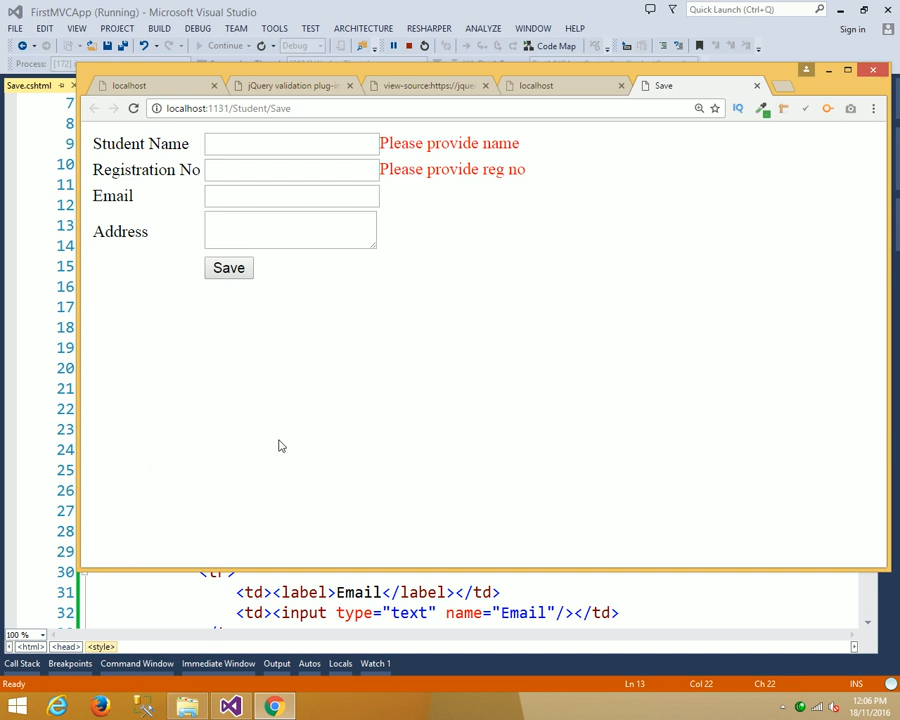 FirstMVCApp (Running) - Microsoft Visual Studio
Quick Launch (Ctrl+Q)
FILE EDIT VIEW PROJECT BUILD DEBUG TEAM TOOLS TEST ARCHITECTURE RESHARPER ANALYZE WINDOW HELP
Sign in
Continue Debug Code Map
Process: [172]
Save.cshtml
localhost
jQuery validation plug-in
view-source:https://jque
localhost
Save
localhost:1131/Student/Save
Student Name Please provide name
Registration No Please provide reg no
Email
Address
Save
7
8
9
10
11
12
13
14
15
16
17
18
19
20
21
22
23
24
25
26
27
28
29
30 <tr>
31 <td><label>Email</label></td>
32 <td><input type="text" name="Email"/></td>
100 %
<html> <head> <style>
Call Stack Breakpoints Command Window Immediate Window Output Autos Locals Watch 1
Ready Ln 13 Col 22 Ch 22 INS
12:06 PM
18/11/2016